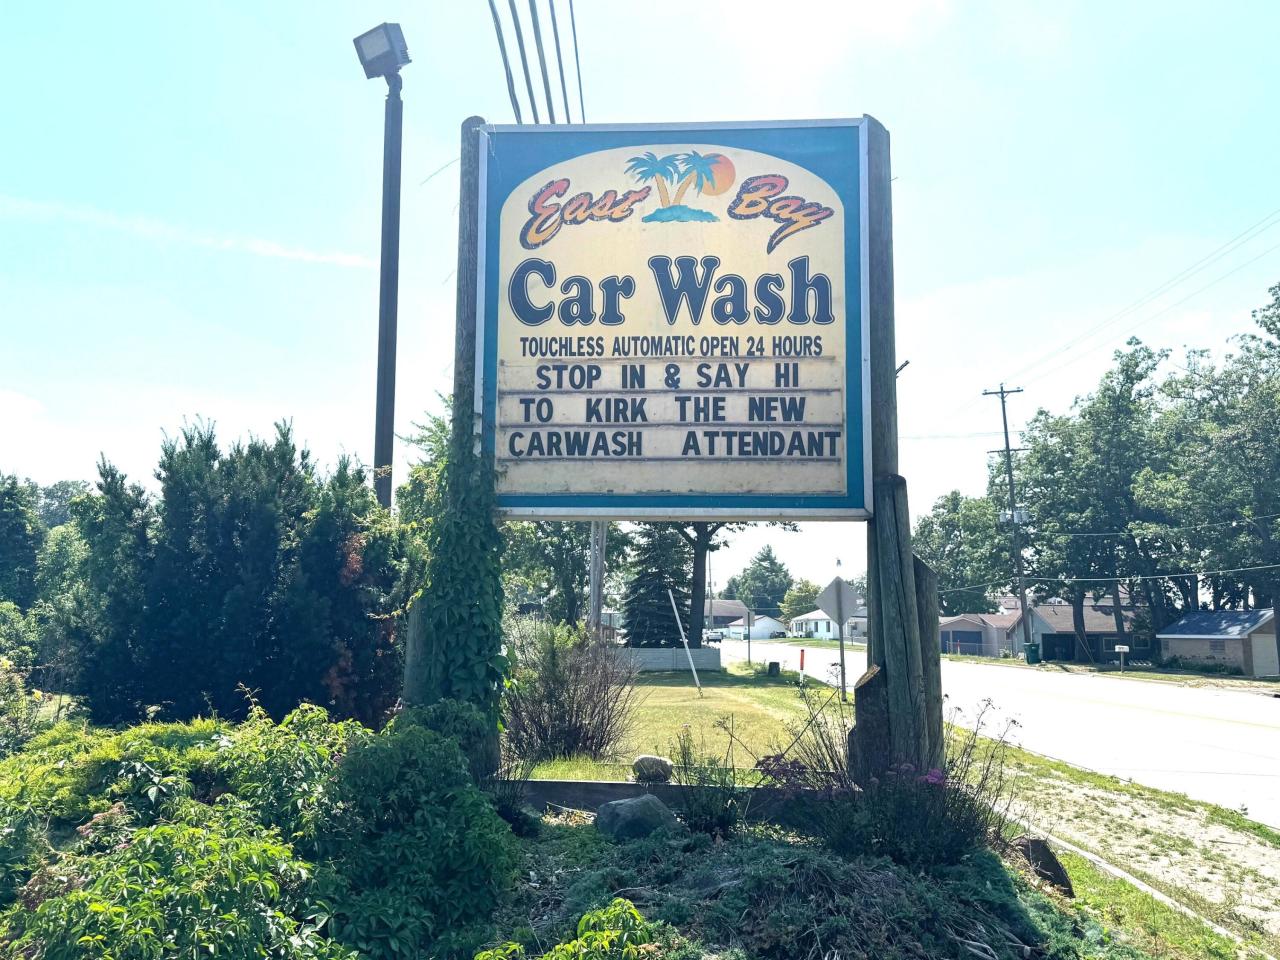 East Bay
Car Wash
TOUCHLESS AUTOMATIC OPEN 24 HOURS
STOP IN & SAY HI
TO KIRK THE NEW
CARWASH ATTENDANT